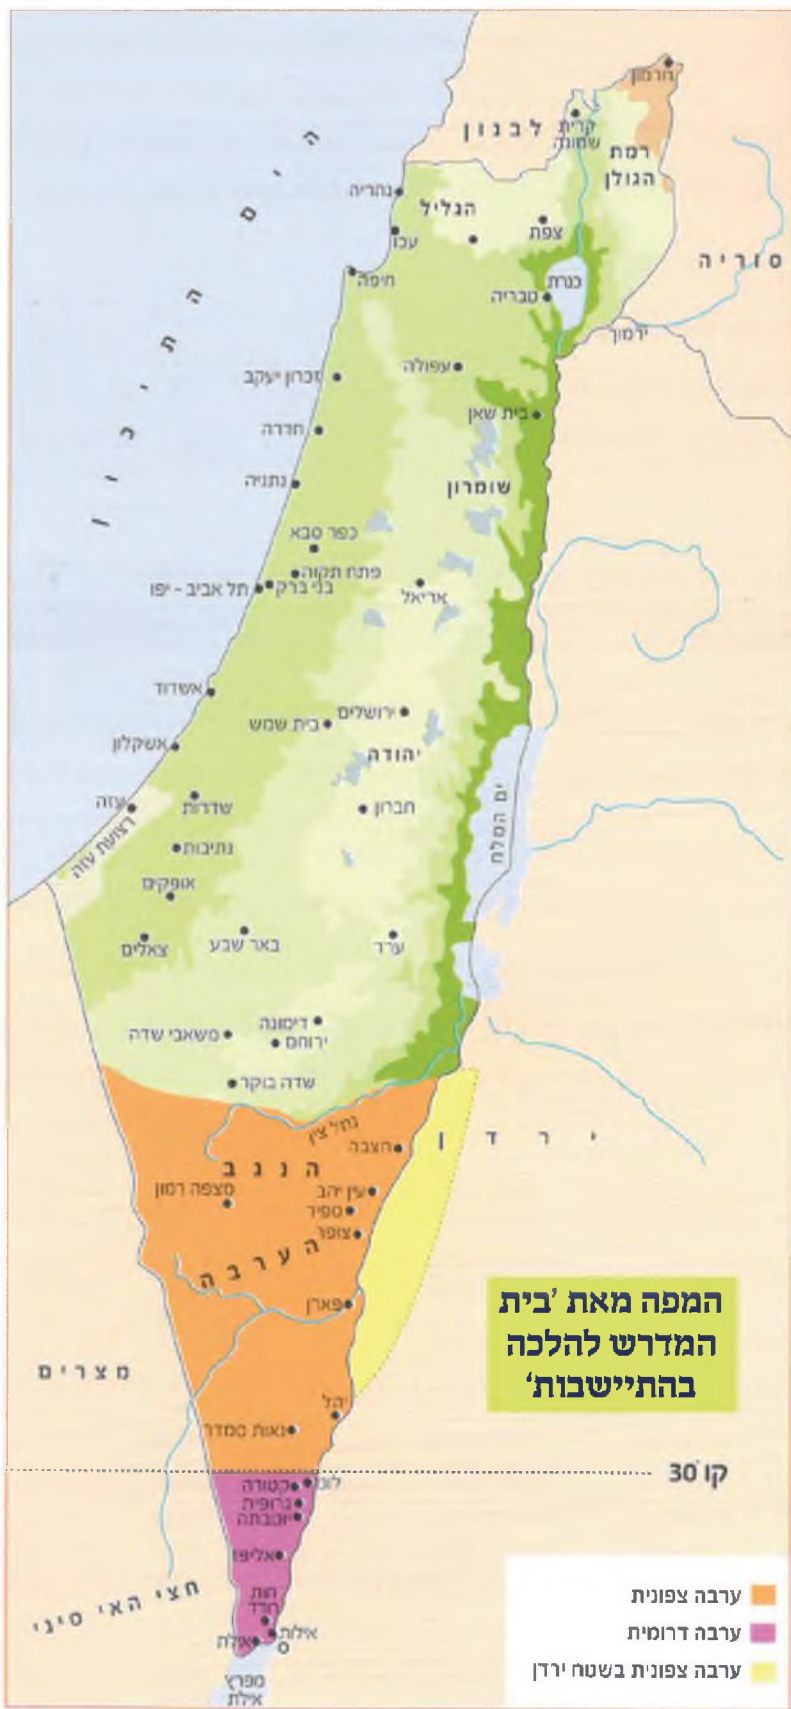 חרמון
קרית
שמונה
לבנון
רמת
הגולן
הים התיכון
נהריה
הגליל
צפת
עכו
סוריה
כנרת
חיפה
טבריה
ירמוך
עפולה
זכרון יעקב
בית שאן
חדרה
נתניה
שומרון
כפר סבא
פתח תקוה
בני ברק
תל אביב - יפו
אריאל
אשדוד
ירושלים
בית שמש
אשקלון
יהודה
עזה
שדרות
חברון
ים המלח
רצועת עזה
נתיבות
אופקים
צאלים
באר שבע
ערד
דימונה
משאבי שדה
ירוחם
שדה בוקר
נחל צין
ירדן
חצבה
הנגב
מצפה רמון
עין יהב
ספיר
צופר
הערבה
פארן
המפה מאת 'בית
המדרש להלכה
בהתיישבות'
מצרים
יהל
נאות סמדר
קו 30°
קטורה
גרופית
יוטבתה
אליפז
חצי האי סיני
אילות
אילת
מפרץ
אילת
ערבה צפונית
ערבה דרומית
ערבה צפונית בשטח ירדן